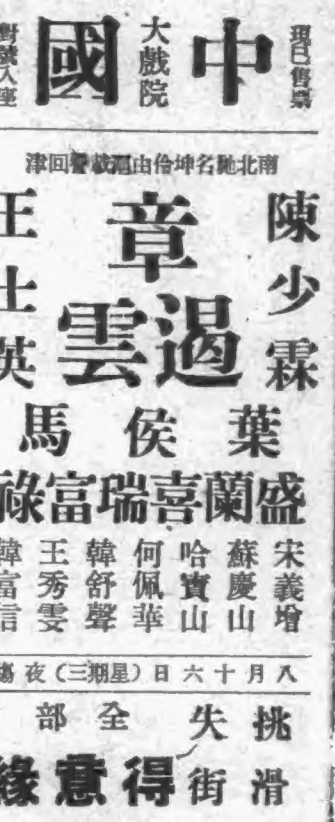 現已售票
中國
大戲院
對號入座
南北馳名坤伶由滬載譽回津
陳少霖
章遏雲
王士英
葉盛蘭
侯喜瑞
馬富祿
宋義增
蘇慶山
哈寶山
何佩華
韓舒聲
王秀雯
韓富信
八月十六日（星期三）夜場
挑滑
失街
全部
得意緣